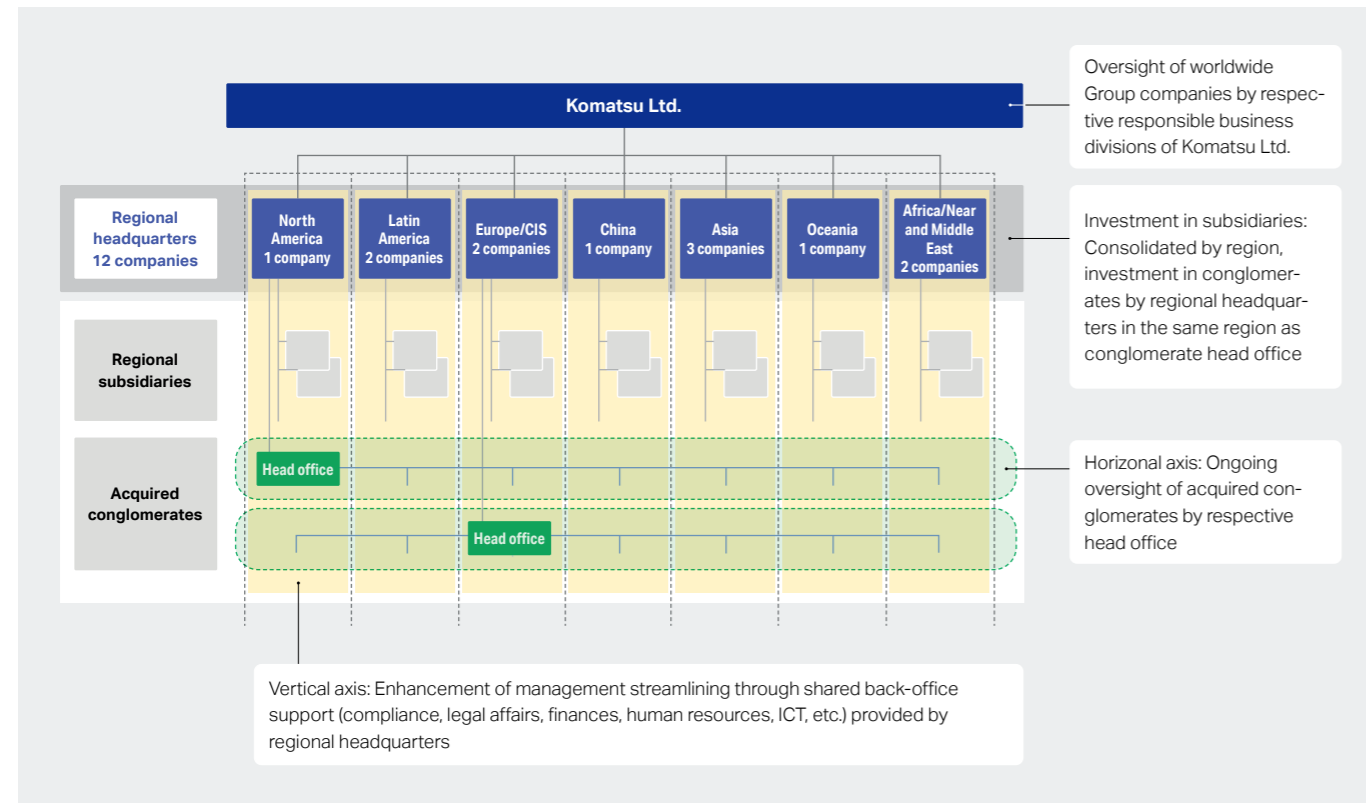 Komatsu Ltd.
Oversight of worldwide
Group companies by respec-
tive responsible business
divisions of Komatsu Ltd.
Regional
headquarters
12 companies
North
America
1 company
Latin
America
2 companies
Europe/CIS
2 companies
China
1 company
Asia
3 companies
Oceania
1 company
Africa/Near
and Middle
East
2 companies
Investment in subsidiaries:
Consolidated by region,
investment in conglomer-
ates by regional headquar-
ters in the same region as
conglomerate head office
Regional
subsidiaries
Acquired
conglomerates
Head office
Head office
Horizonal axis: Ongoing
oversight of acquired con-
glomerates by respective
head office
Vertical axis: Enhancement of management streamlining through shared back-office
support (compliance, legal affairs, finances, human resources, ICT, etc.) provided by
regional headquarters